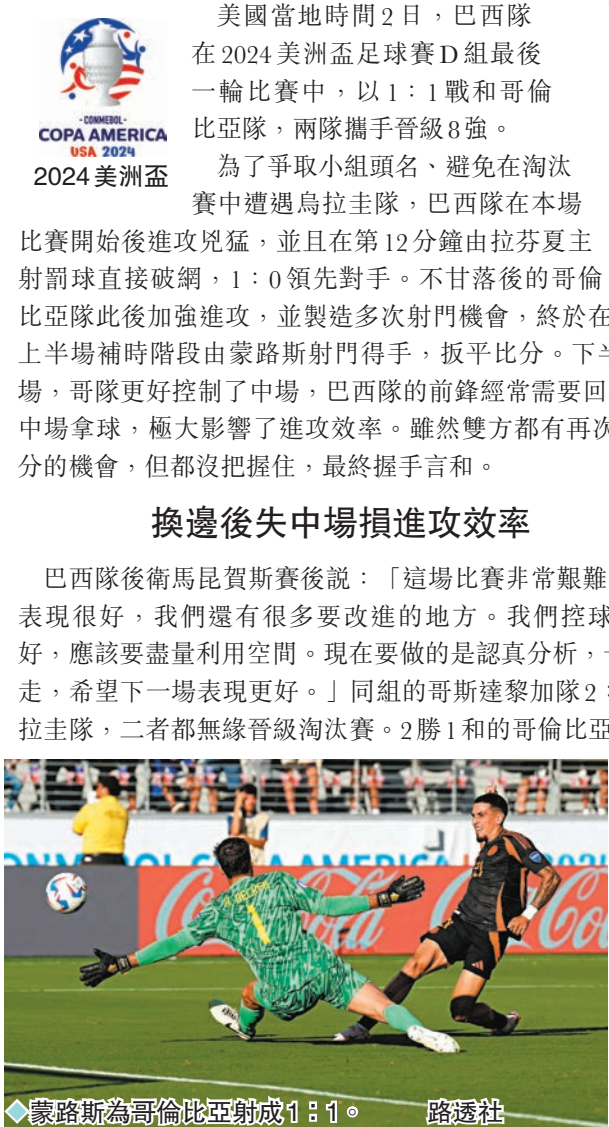 美國當地時間2日，巴西隊
在2024美洲盃足球賽D組最後
一輪比賽中，以1：1戰和哥倫
比亞隊，兩隊攜手晉級8強。
-CONMEBOL-
COPA AMERICA
USA 2024
2024美洲盃
為了爭取小組頭名、避免在淘汰
賽中遭遇烏拉圭隊，巴西隊在本場
比賽開始後進攻兇猛，並且在第12分鐘由拉芬夏主
射罰球直接破網，1：0領先對手。不甘落後的哥倫
比亞隊此後加強進攻，並製造多次射門機會，終於在
上半場補時階段由蒙路斯射門得手，扳平比分。下半
場，哥隊更好控制了中場，巴西隊的前鋒經常需要回
中場拿球，極大影響了進攻效率。雖然雙方都有再次
分的機會，但都沒把握住，最終握手言和。
換邊後失中場損進攻效率
巴西隊後衛馬昆賀斯賽後説：「這場比賽非常艱難
表現很好，我們還有很多要改進的地方。我們控球
好，應該要盡量利用空間。現在要做的是認真分析，
走，希望下一場表現更好。」同組的哥斯達黎加隊2：
拉圭隊，二者都無緣晉級淘汰賽。2勝1和的哥倫比亞
COPA AMERICA
Coca-Cola
A.BECKER
1
21
◆蒙路斯為哥倫比亞射成1：1。 路透社